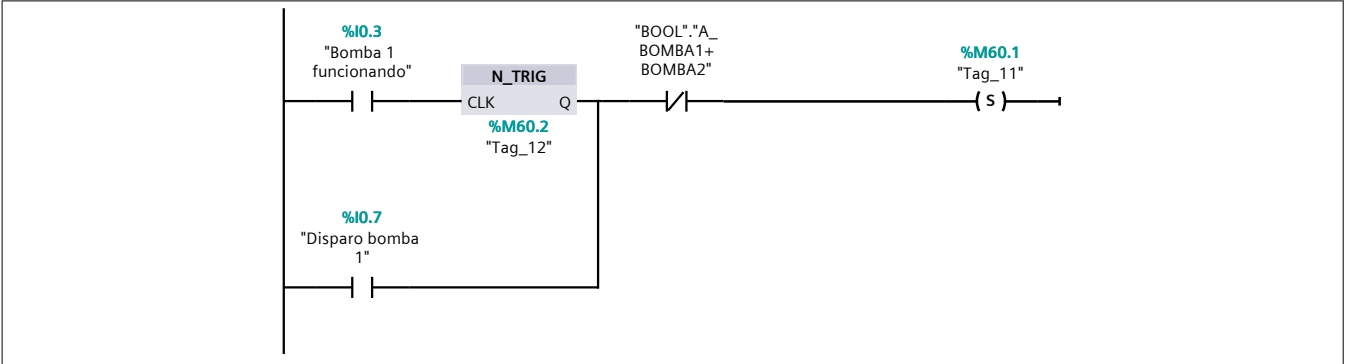 %I0.3
"Bomba 1
funcionando"
N_TRIG
CLK
Q
%M60.2
"Tag_12"
"BOOL"."A_
BOMBA1+
BOMBA2"
%M60.1
"Tag_11"
S
%I0.7
"Disparo bomba
1"